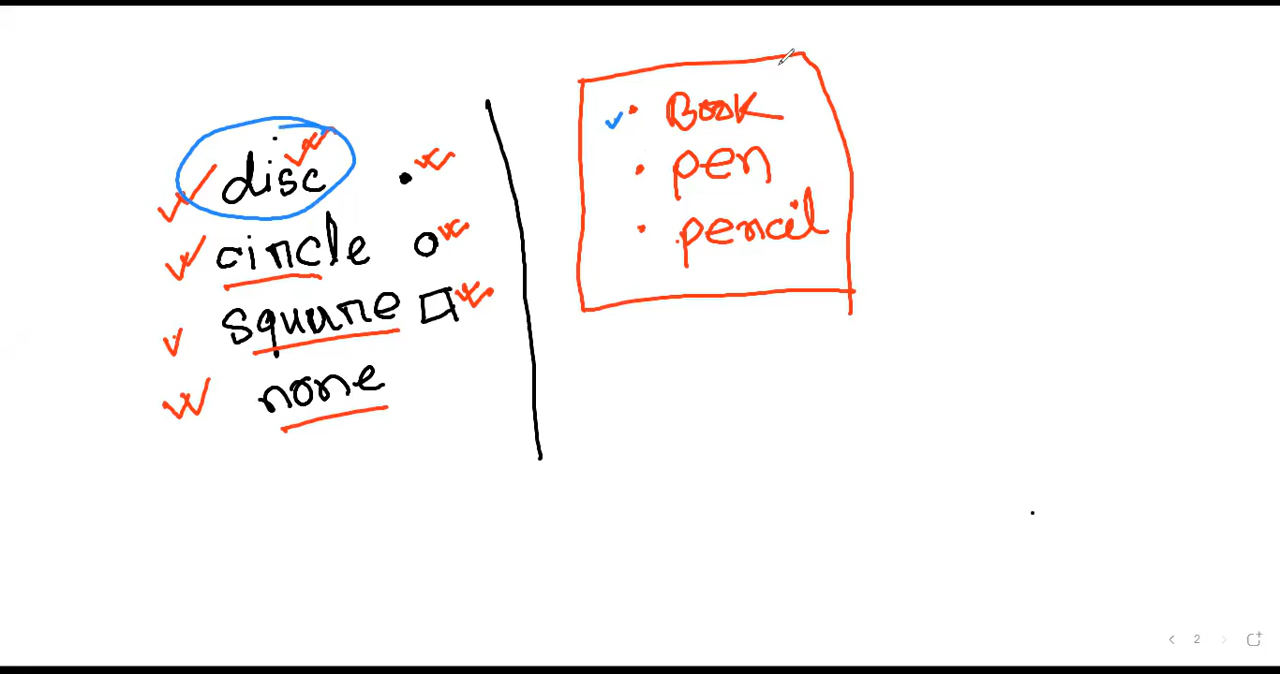 disc
circle
square
none
• Book
• pen
• pencil
2